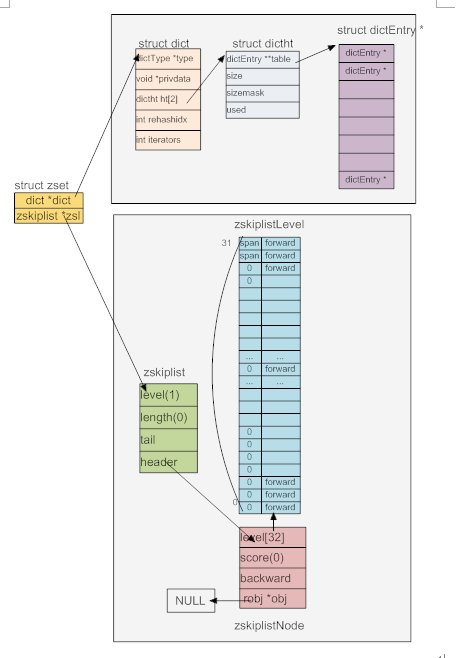 struct dictEntry *
struct dict
struct dictht
dictType *type
void *privdata
dictht ht[2]
int rehashidx
int iterators
dictEntry **table
size
sizemask
used
dictEntry *
dictEntry *
dictEntry *
struct zset
dict *dict
zskiplist *zsl
zskiplistLevel
31
span forward
span forward
0 forward
0
... ...
0 forward
... ...
0
0
0
0
0 forward
0 forward
0 forward
0
zskiplist
level(1)
length(0)
tail
header
level[32]
score(0)
backward
robj *obj
NULL
zskiplistNode